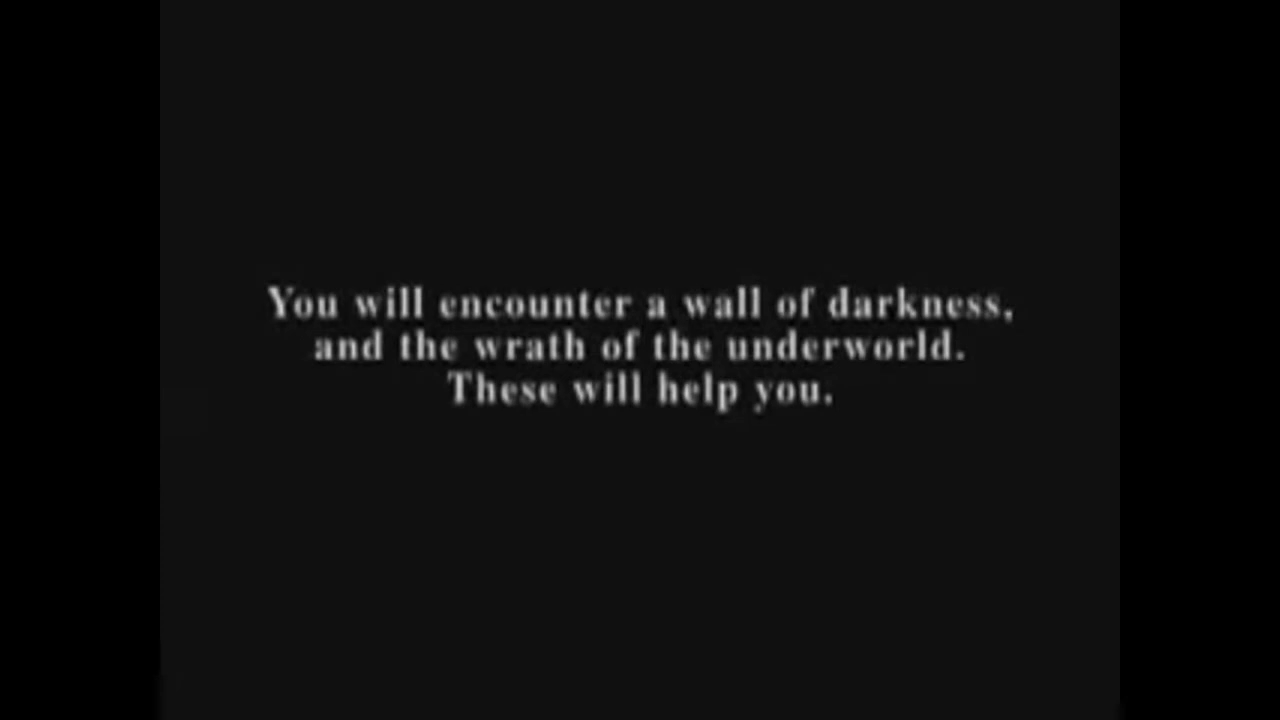 You will encounter a wall of darkness,
and the wrath of the underworld.
These will help you.